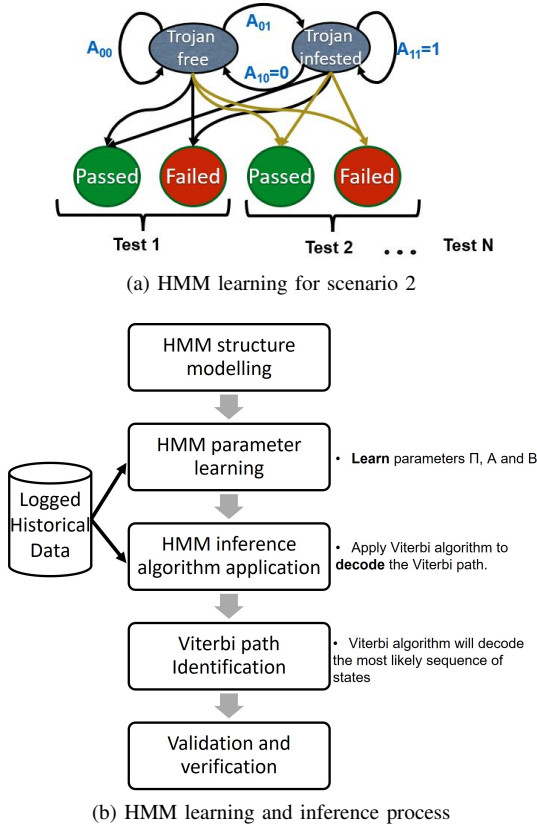 A01
Trojan free
Trojan infested
A00
A10=0
A11=1
Passed
Failed
Passed
Failed
Test 1
Test 2
• • •
Test N
(a) HMM learning for scenario 2
HMM structure
modelling
HMM parameter
learning
• Learn parameters Π, A and B
Logged
Historical
Data
HMM inference
algorithm application
• Apply Viterbi algorithm to
decode the Viterbi path.
Viterbi path
Identification
• Viterbi algorithm will decode
the most likely sequence of
states
Validation and
verification
(b) HMM learning and inference process